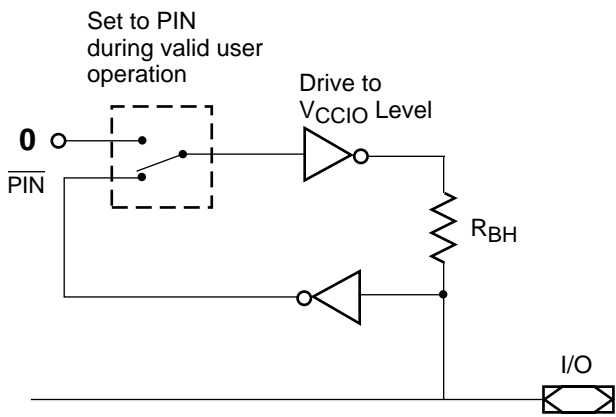 Set to PIN
during valid user
operation
Drive to
VCCIO Level
0
PIN
RBH
I/O